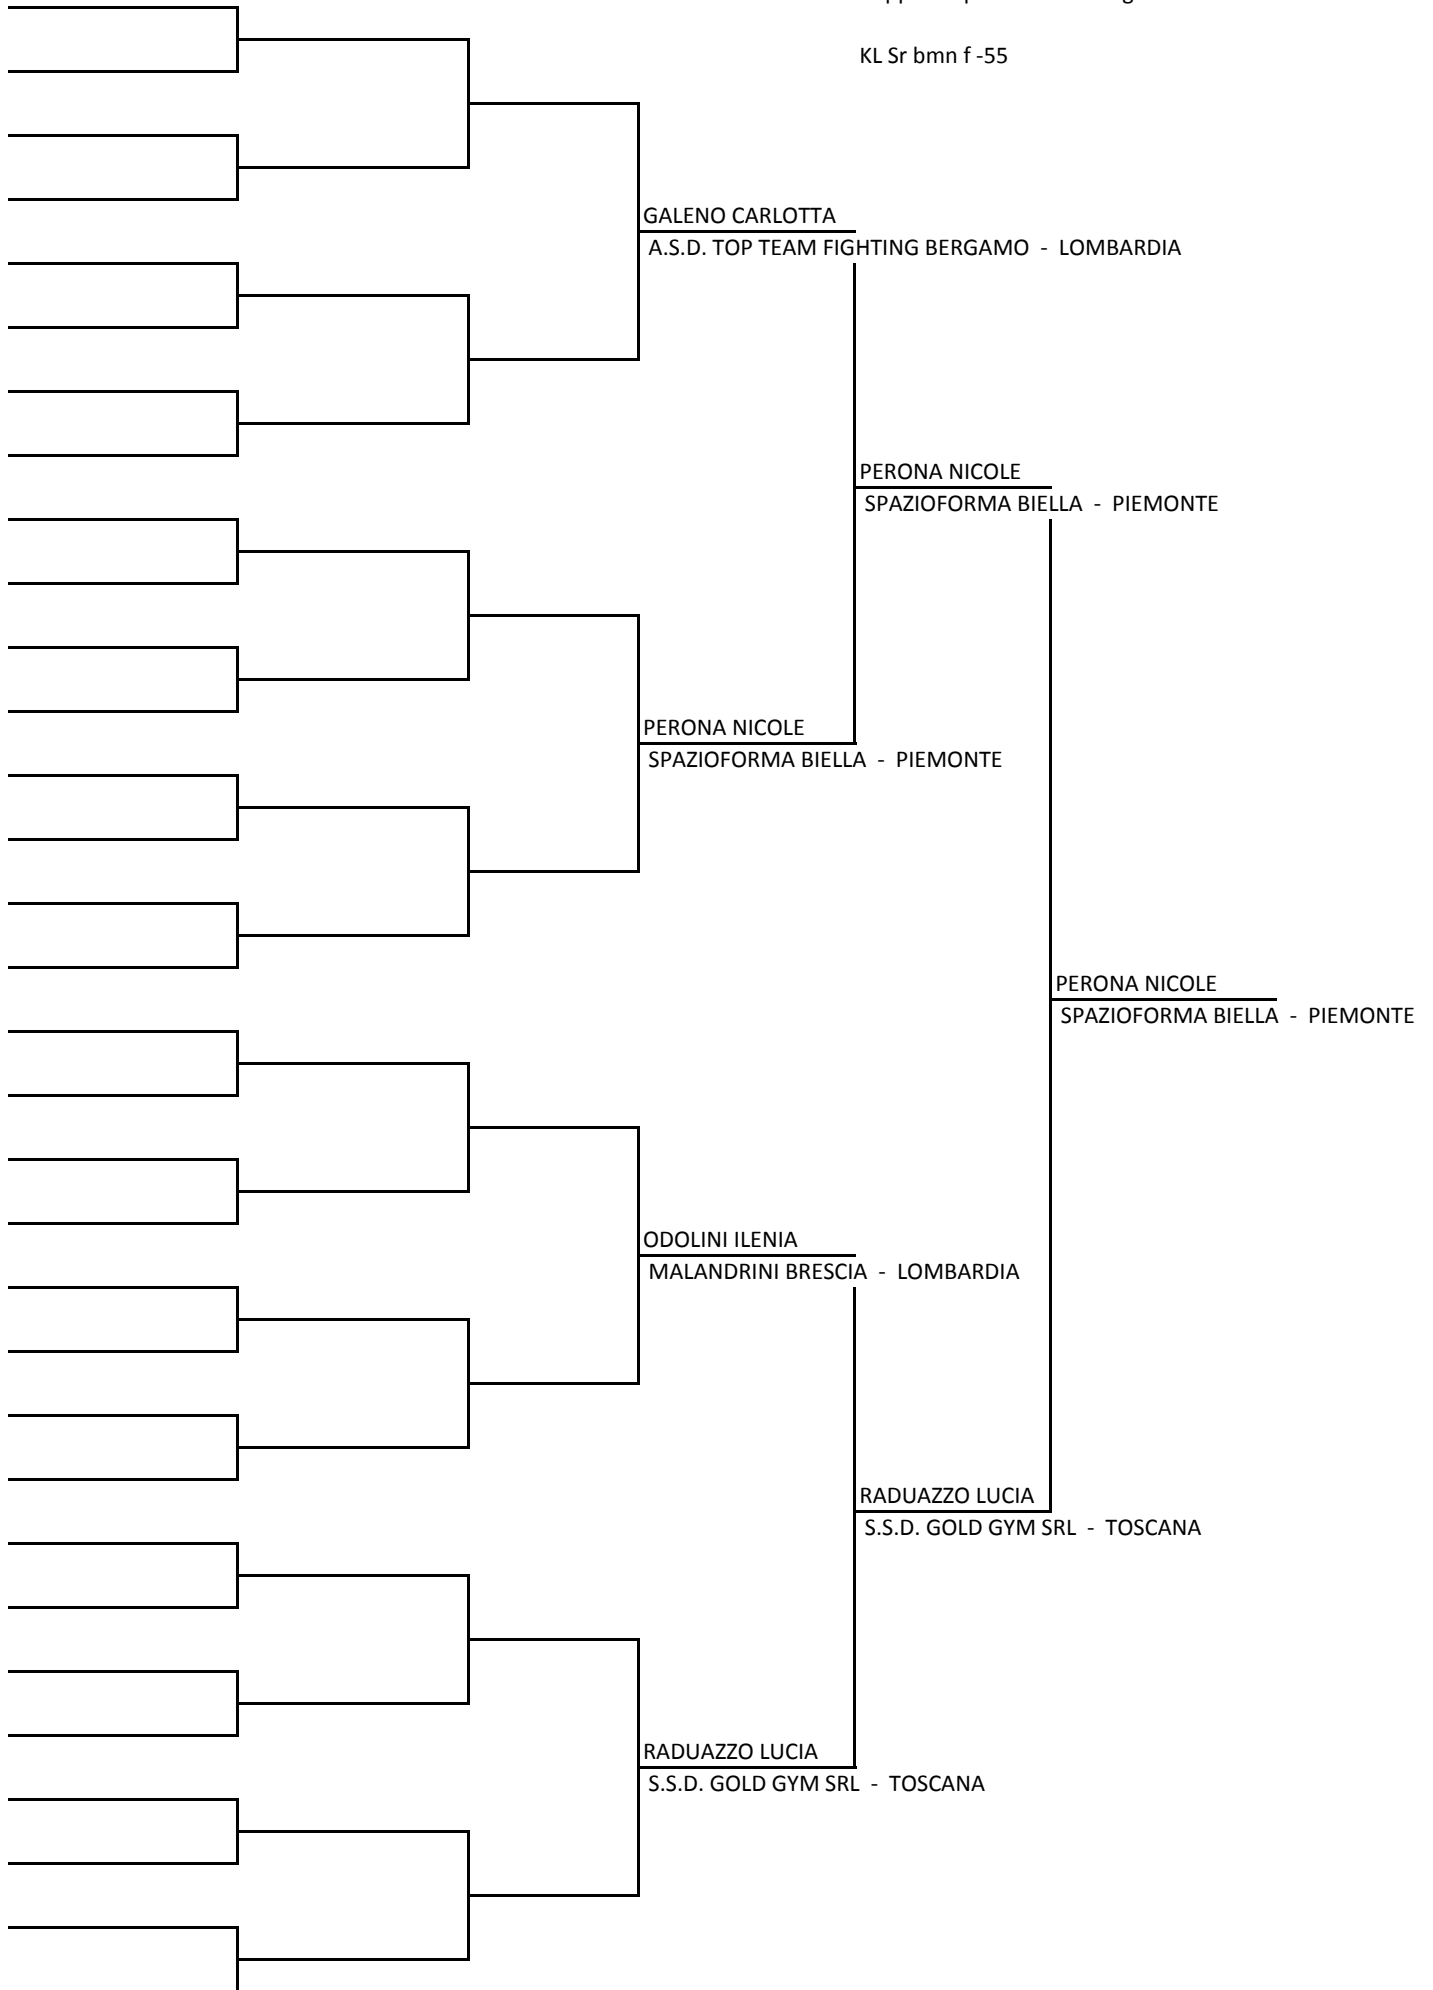 KL Sr bmn f -55
GALENO CARLOTTA
A.S.D. TOP TEAM FIGHTING BERGAMO - LOMBARDIA
PERONA NICOLE
SPAZIOFORMA BIELLA - PIEMONTE
PERONA NICOLE
SPAZIOFORMA BIELLA - PIEMONTE
PERONA NICOLE
SPAZIOFORMA BIELLA - PIEMONTE
ODOLINI ILENIA
MALANDRINI BRESCIA - LOMBARDIA
RADUAZZO LUCIA
S.S.D. GOLD GYM SRL - TOSCANA
RADUAZZO LUCIA
S.S.D. GOLD GYM SRL - TOSCANA